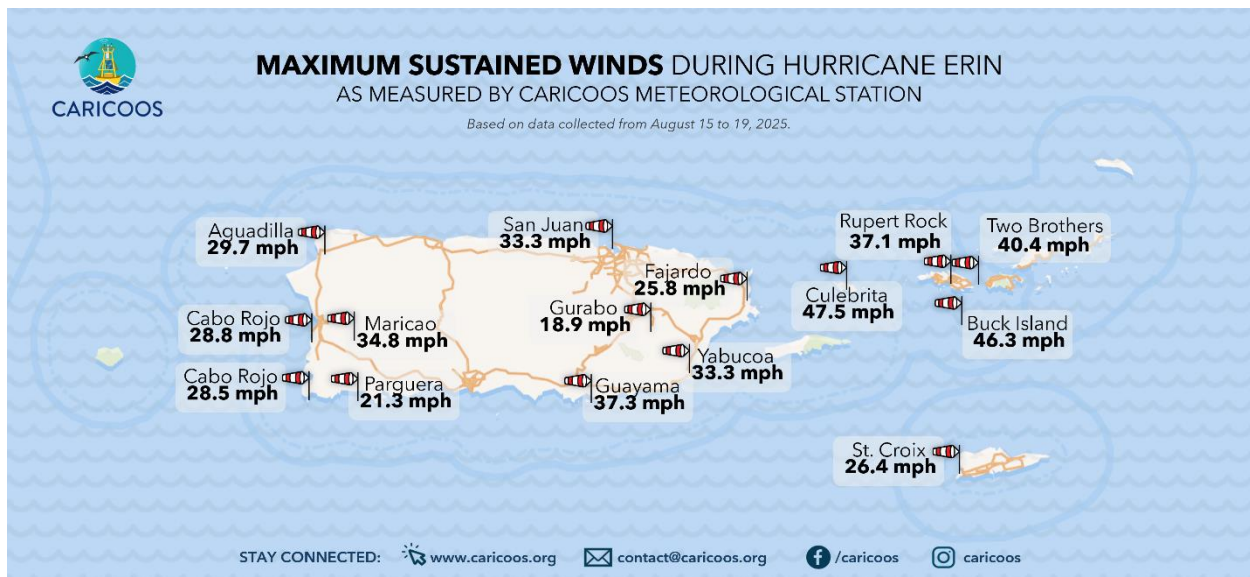 CARICOOS
MAXIMUM SUSTAINED WINDS DURING HURRICANE ERIN
AS MEASURED BY CARICOOS METEOROLOGICAL STATION
Based on data collected from August 15 to 19, 2025.
Aguadilla
29.7 mph
San Juan
33.3 mph
Rupert Rock
37.1 mph
Two Brothers
40.4 mph
Fajardo
25.8 mph
Culebrita
47.5 mph
Gurabo
18.9 mph
Buck Island
46.3 mph
Cabo Rojo
28.8 mph
Maricao
34.8 mph
Yabucoa
33.3 mph
Cabo Rojo
28.5 mph
Parguera
21.3 mph
Guayama
37.3 mph
St. Croix
26.4 mph
STAY CONNECTED: www.caricoos.org contact@caricoos.org /caricoos caricoos